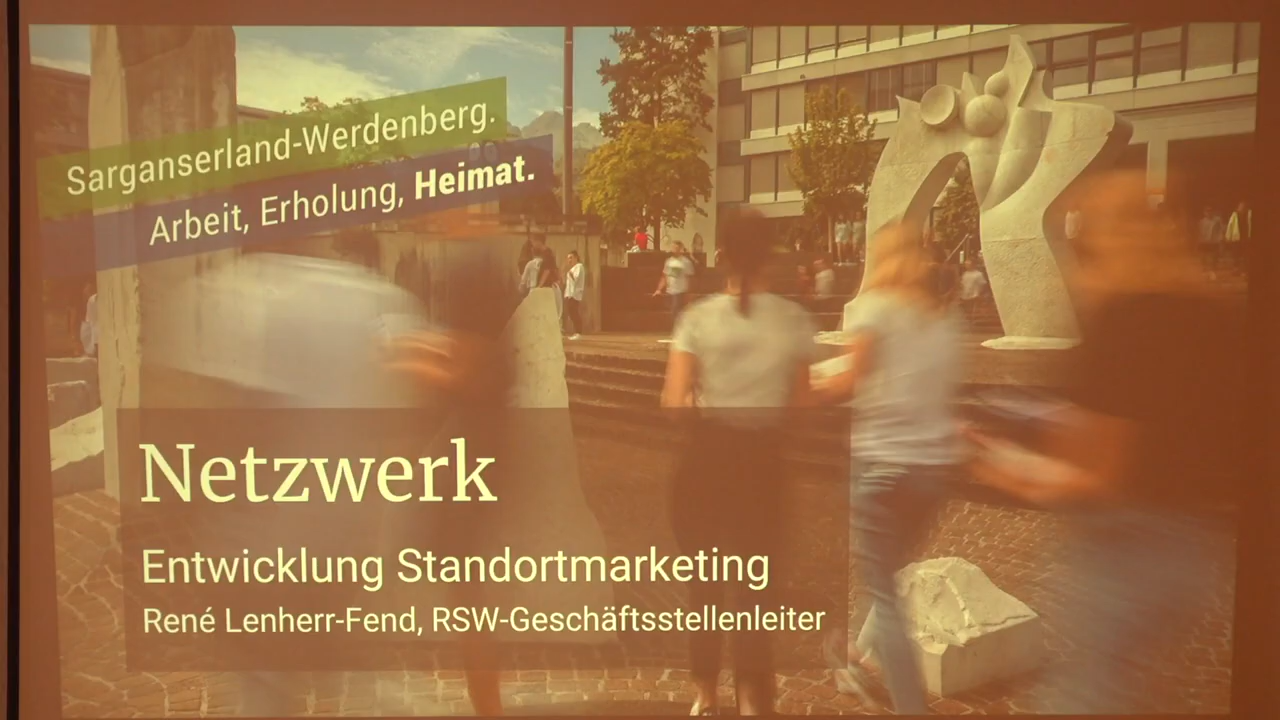 Sarganserland-Werdenberg.
Arbeit, Erholung, Heimat.
Netzwerk
Entwicklung Standortmarketing
René Lenherr-Fend, RSW-Geschäftsstellenleiter